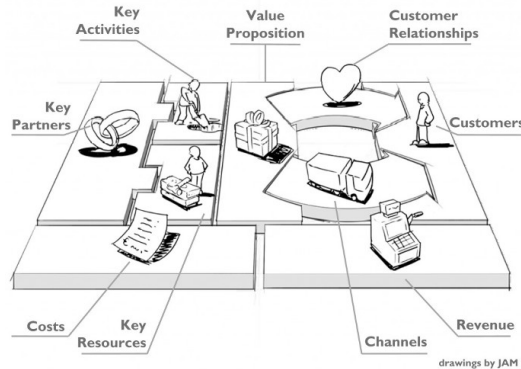 Key
Activities
Value
Proposition
Customer
Relationships
Key
Partners
Customers
Costs
Key
Resources
Channels
Revenue
drawings by JAM